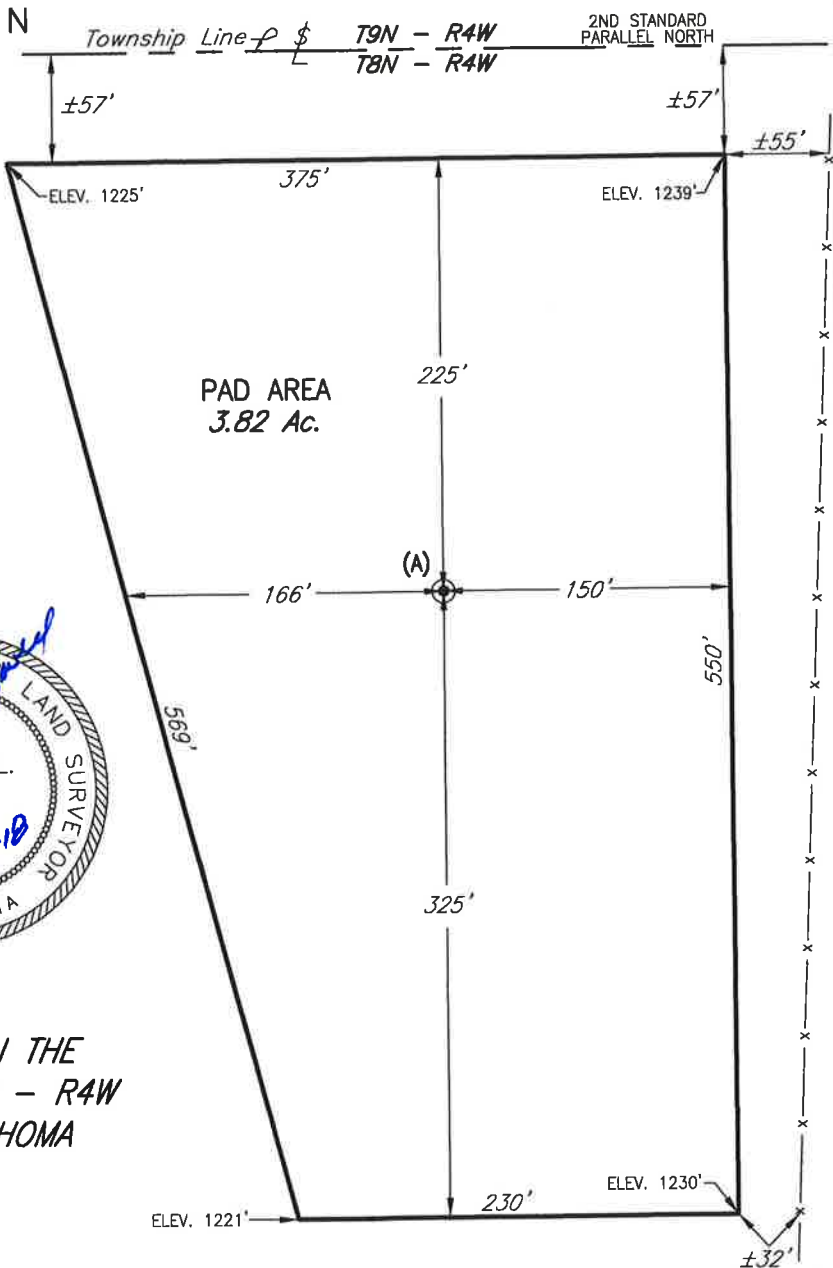 N
Township Line
T9N - R4W
2ND STANDARD
PARALLEL NORTH
T8N - R4W
±57'
±57'
±55'
ELEV. 1225'
375'
ELEV. 1239'
PAD AREA
3.82 Ac.
225'
(A)
166'
150'
550'
569'
LAND SURVEYOR
325'
THE
- R4W
HOMA
230'
ELEV. 1230'
ELEV. 1221'
±32'